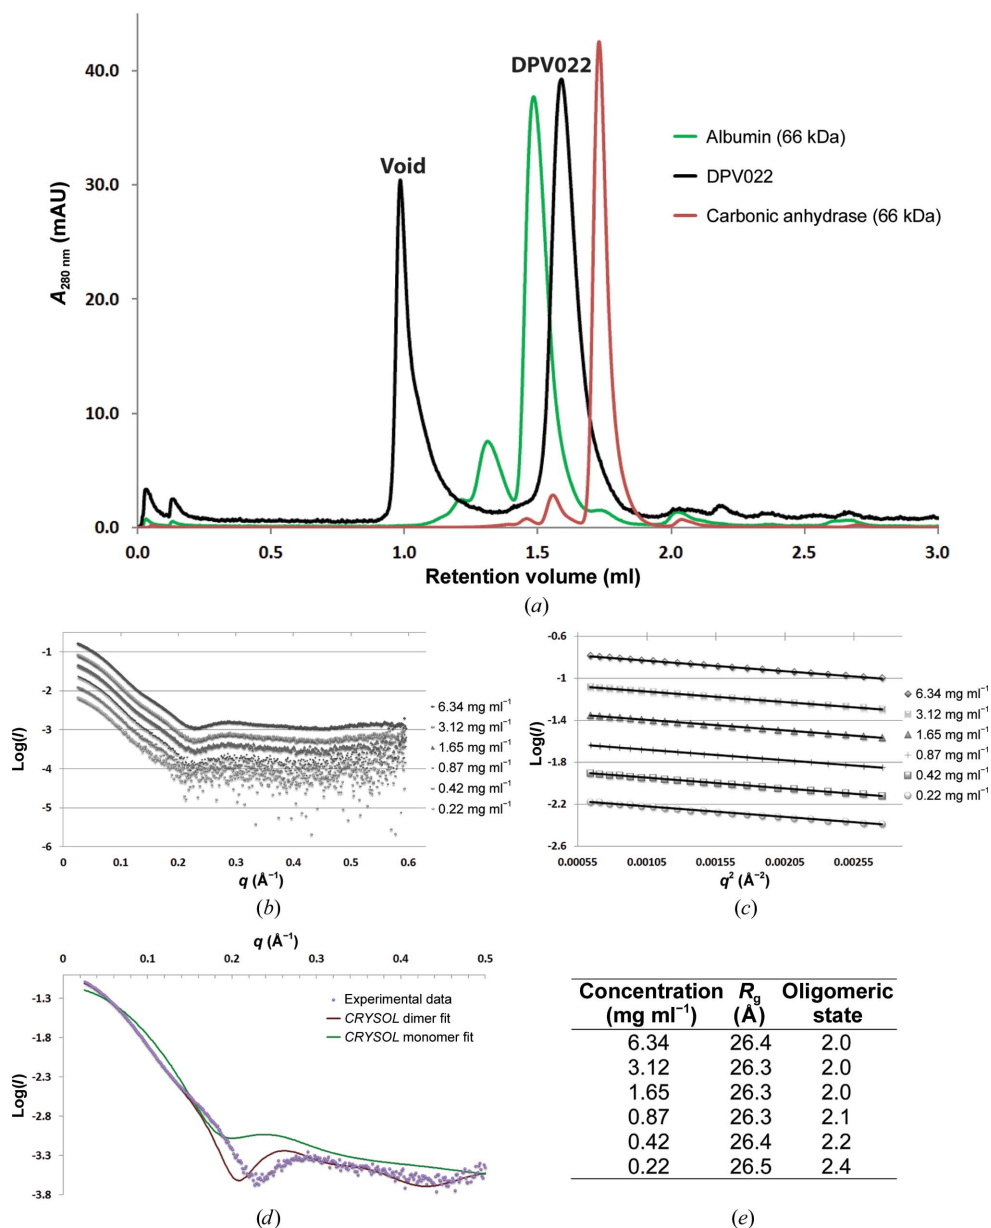 40.0
30.0
20.0
10.0
0.0
A280 nm (mAU)
Void
DPV022
Albumin (66 kDa)
DPV022
Carbonic anhydrase (66 kDa)
0.0 1.0 1.5 2.0 2.5 3.0
Retention volume (ml)
(a)
-1
-2
-3
-4
-5
-6
Log(I)
6.34 mg ml−1
3.12 mg ml−1
1.65 mg ml−1
0.87 mg ml−1
0.42 mg ml−1
0.22 mg ml−1
0 0.1 0.2 0.3 0.4 0.5 0.6
q (Å−1)
(b)
-0.6
-1
-1.4
-1.8
-2.2
-2.6
Log(I)
6.34 mg ml−1
3.12 mg ml−1
1.65 mg ml−1
0.87 mg ml−1
0.42 mg ml−1
0.22 mg ml−1
0.00055 0.00105 0.00155 0.00205 0.00255
q2 (Å−2)
(c)
q (Å−1)
0 0.1 0.2 0.3 0.4 0.5
-1.3
-1.8
-2.3
-2.8
-3.3
-3.8
Log(I)
Experimental data
CRYSOL dimer fit
CRYSOL monomer fit
(d)
Concentration Rg Oligomeric
(mg ml−1) (Å) state
6.34 26.4 2.0
3.12 26.3 2.0
1.65 26.3 2.0
0.87 26.3 2.1
0.42 26.4 2.2
0.22 26.5 2.4
(e)